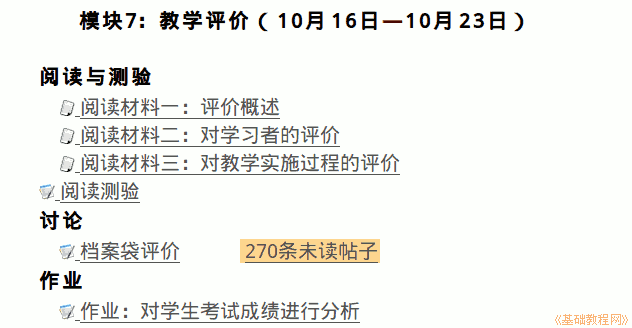 模块7：教学评价（10月16日—10月23日）
阅读与测验
阅读材料一：评价概述
阅读材料二：对学习者的评价
阅读材料三：对教学实施过程的评价
阅读测验
讨论
档案袋评价 270条未读帖子
作业
作业：对学生考试成绩进行分析
《基础教程网》